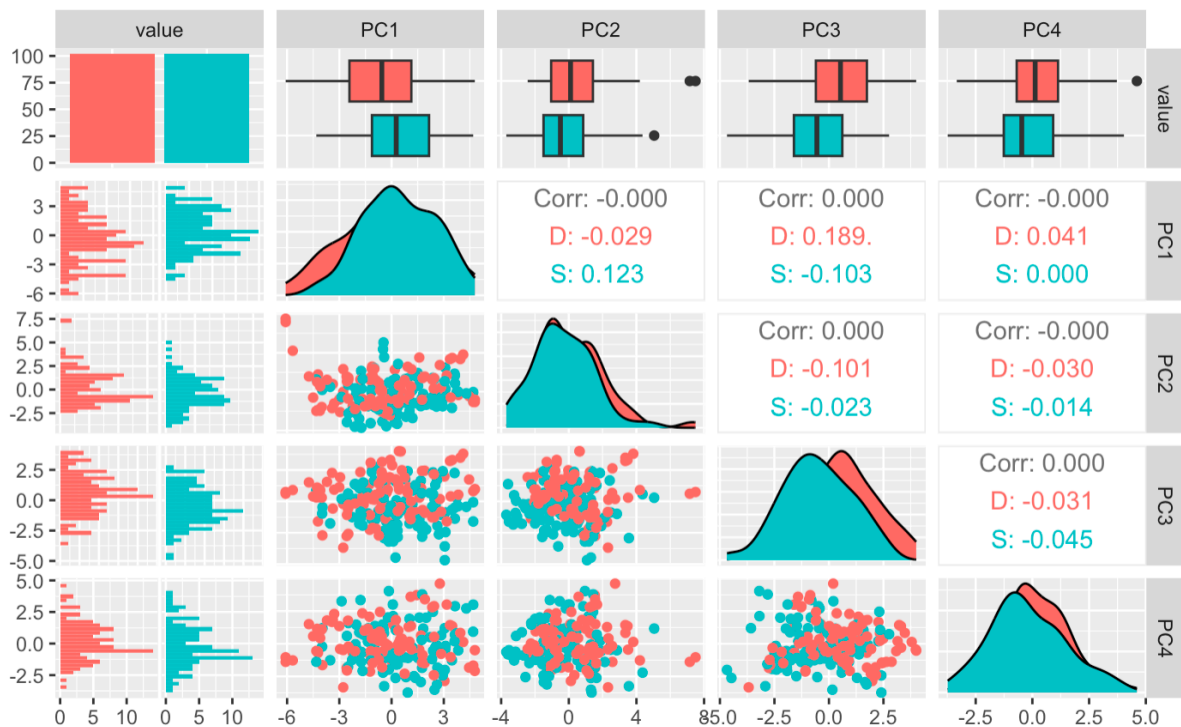 value PC1 PC2 PC3 PC4
100
75
50
25
0
value
3
0
-3
-6
Corr: -0.000 Corr: 0.000 Corr: -0.000
D: -0.029 D: 0.189. D: 0.041
S: 0.123 S: -0.103 S: 0.000
PC1
7.5
5.0
2.5
0.0
-2.5
Corr: 0.000 Corr: -0.000
D: -0.101 D: -0.030
S: -0.023 S: -0.014
PC2
2.5
0.0
-2.5
-5.0
Corr: 0.000
D: -0.031
S: -0.045
PC3
5.0
2.5
0.0
-2.5
PC4
0 5 10 0 5 10 -6 -3 0 3 -4 0 4 8 -2.5 0.0 2.5 -2.5 0.0 2.5 5.0